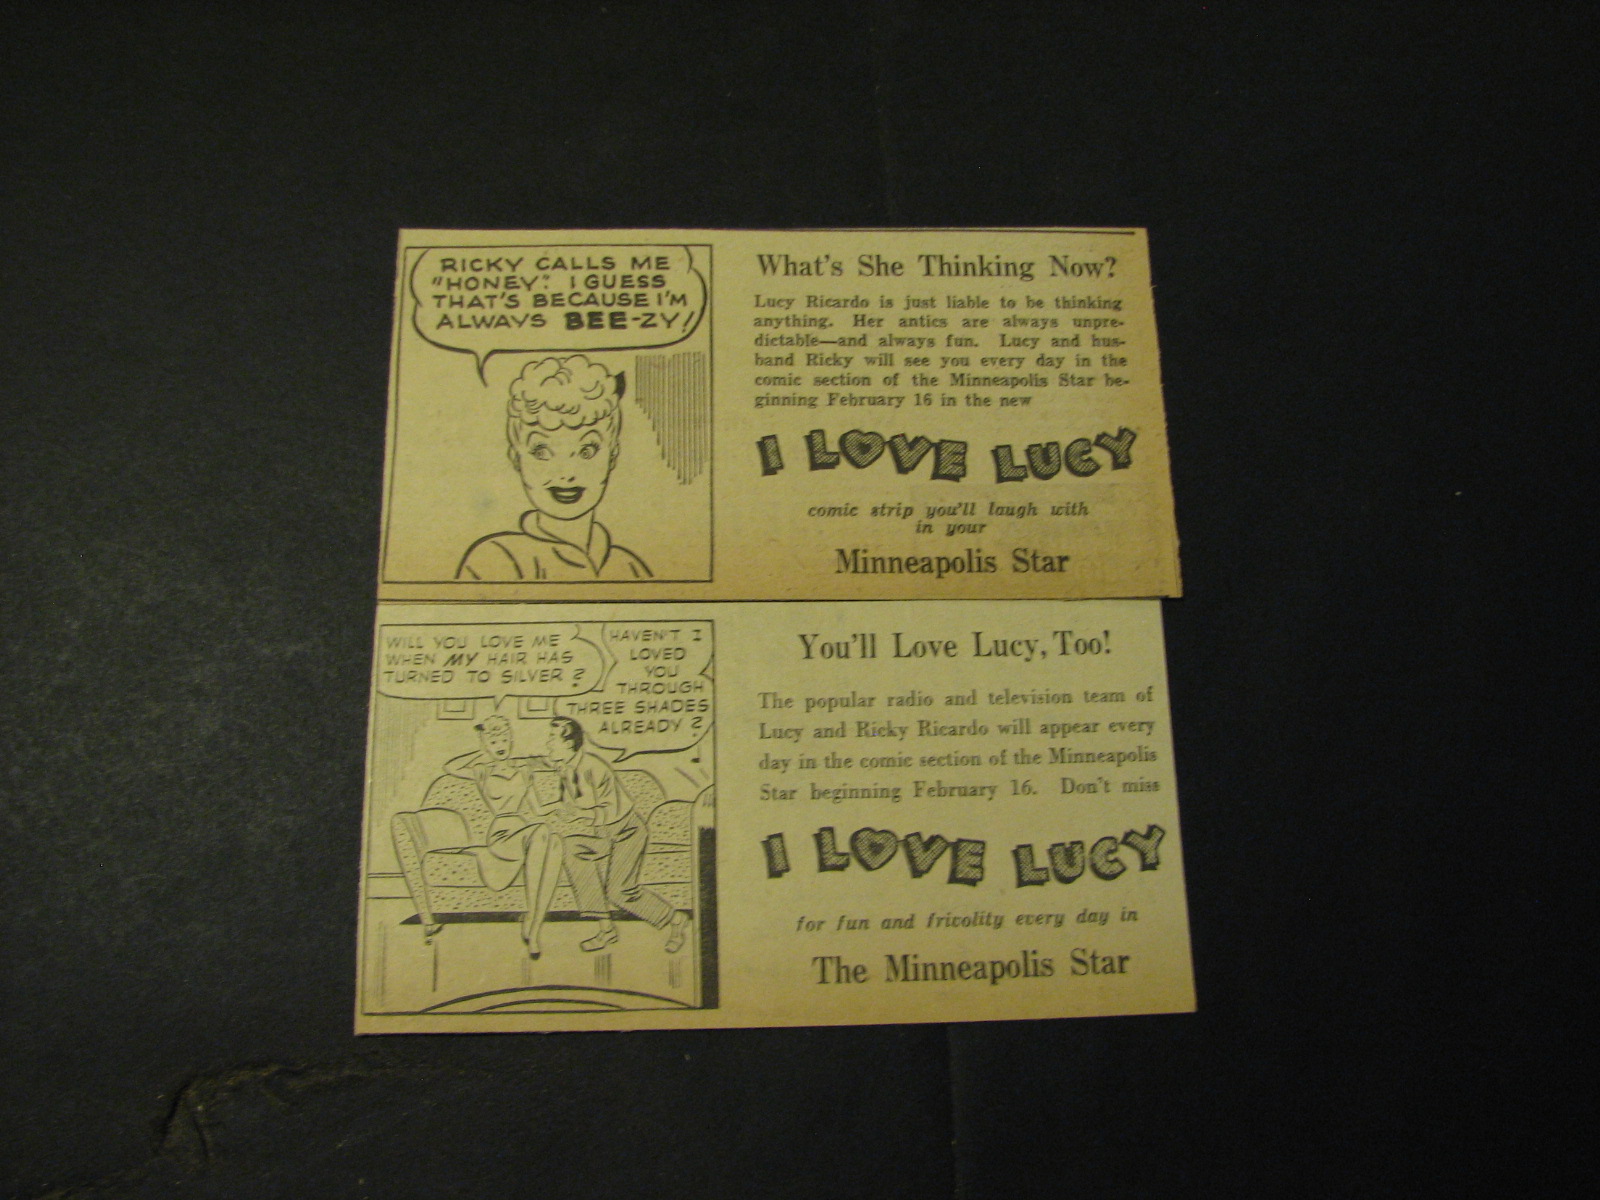 RICKY CALLS ME
"HONEY". I GUESS
THAT'S BECAUSE I'M
ALWAYS BEE-ZY!
What's She Thinking Now?
Lucy Ricardo is just liable to be thinking
anything. Her antics are always unpre-
dictable—and always fun. Lucy and hus-
band Ricky will see you every day in the
comic section of the Minneapolis Star be-
ginning February 16 in the new
I LOVE LUCY
comic strip you'll laugh with
in your
Minneapolis Star
WILL YOU LOVE ME
WHEN MY HAIR HAS
TURNED TO SILVER?
HAVEN'T I
LOVED
YOU
THROUGH
THREE SHADES
ALREADY?
You'll Love Lucy, Too!
The popular radio and television team of
Lucy and Ricky Ricardo will appear every
day in the comic section of the Minneapolis
Star beginning February 16. Don't miss
I LOVE LUCY
for fun and frivolity every day in
The Minneapolis Star